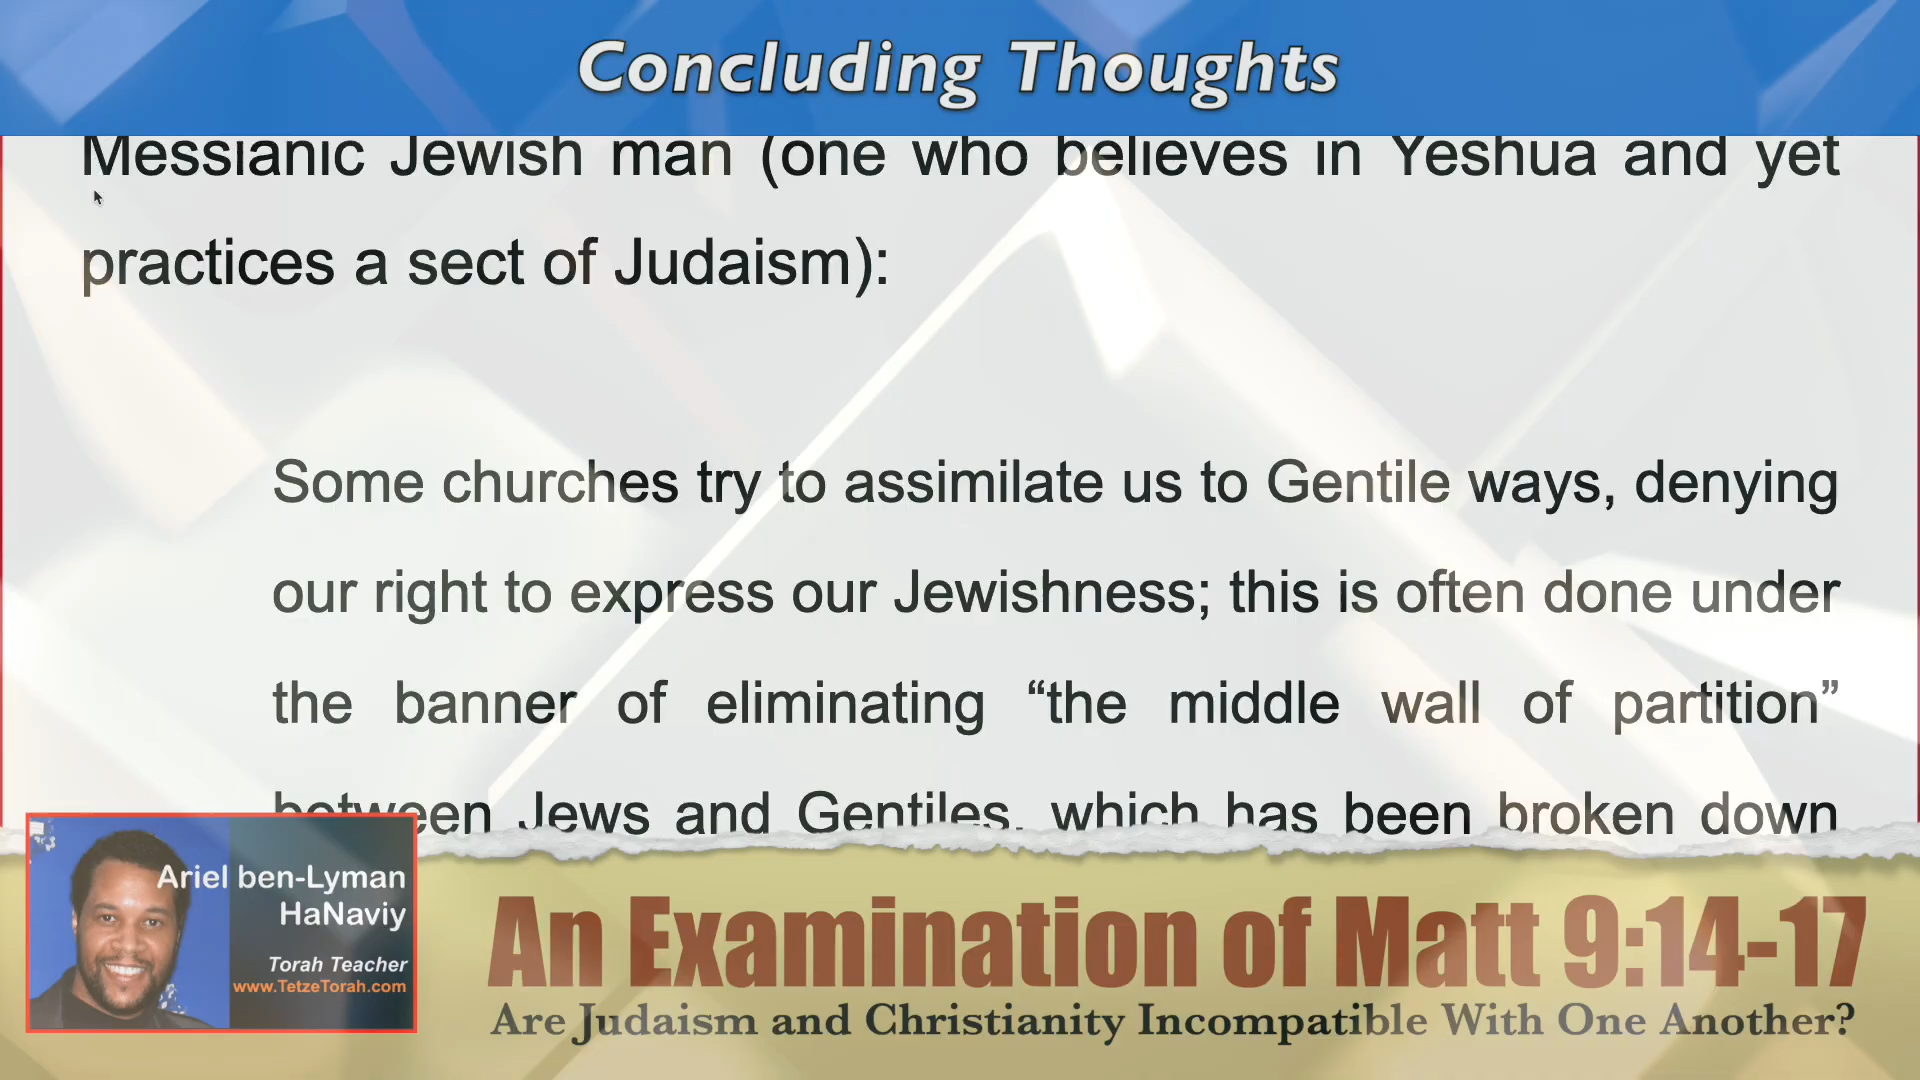 Concluding Thoughts
Messianic Jewish man (one who believes in Yeshua and yet
practices a sect of Judaism):
Some churches try to assimilate us to Gentile ways, denying
our right to express our Jewishness; this is often done under
the banner of eliminating “the middle wall of partition”
between Jews and Gentiles, which has been broken down
Ariel ben-Lyman
HaNaviy
Torah Teacher
www.TetzeTorah.com
An Examination of Matt 9:14-17
Are Judaism and Christianity Incompatible With One Another?